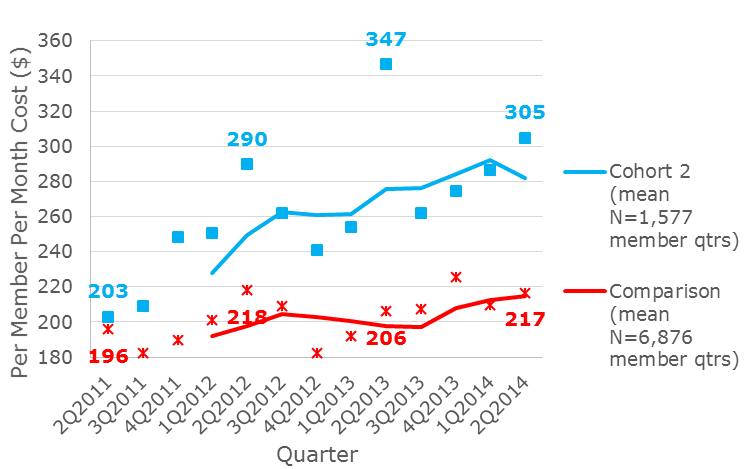 Per Member Per Month Cost ($)
360
340
320
300
280
260
240
220
200
180
347
290
305
203
218
206
217
196
2Q2011
3Q2011
4Q2011
1Q2012
2Q2012
3Q2012
4Q2012
1Q2013
2Q2013
3Q2013
4Q2013
1Q2014
2Q2014
Quarter
Cohort 2
(mean
N=1,577
member qtrs)
Comparison
(mean
N=6,876
member qtrs)